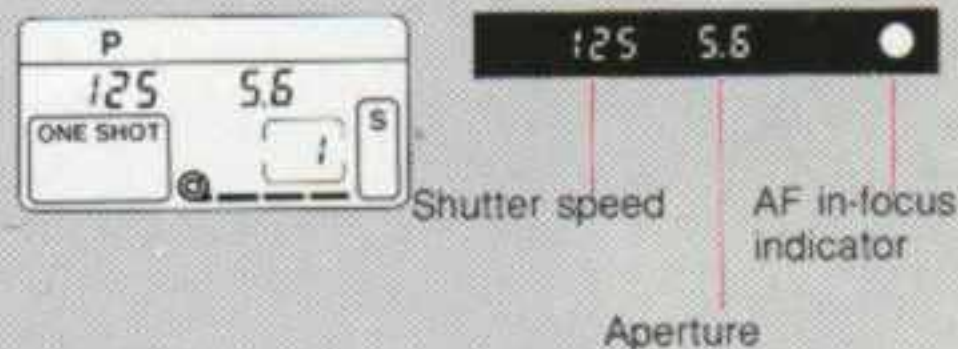 P
125 5.6
ONE SHOT
1
S
125 5.6
Shutter speed
AF in-focus
indicator
Aperture